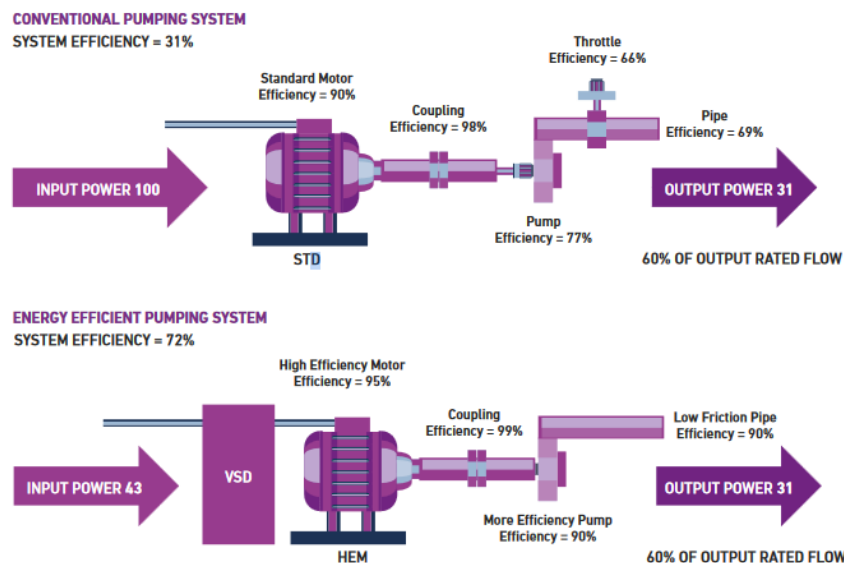 CONVENTIONAL PUMPING SYSTEM
SYSTEM EFFICIENCY = 31%
Throttle
Efficiency = 66%
Standard Motor
Efficiency = 90%
Coupling
Efficiency = 98%
Pipe
Efficiency = 69%
INPUT POWER 100
OUTPUT POWER 31
Pump
Efficiency = 77%
STD
60% OF OUTPUT RATED FLOW
ENERGY EFFICIENT PUMPING SYSTEM
SYSTEM EFFICIENCY = 72%
High Efficiency Motor
Efficiency = 95%
Coupling
Efficiency = 99%
Low Friction Pipe
Efficiency = 90%
INPUT POWER 43
VSD
OUTPUT POWER 31
More Efficiency Pump
Efficiency = 90%
HEM
60% OF OUTPUT RATED FLOW